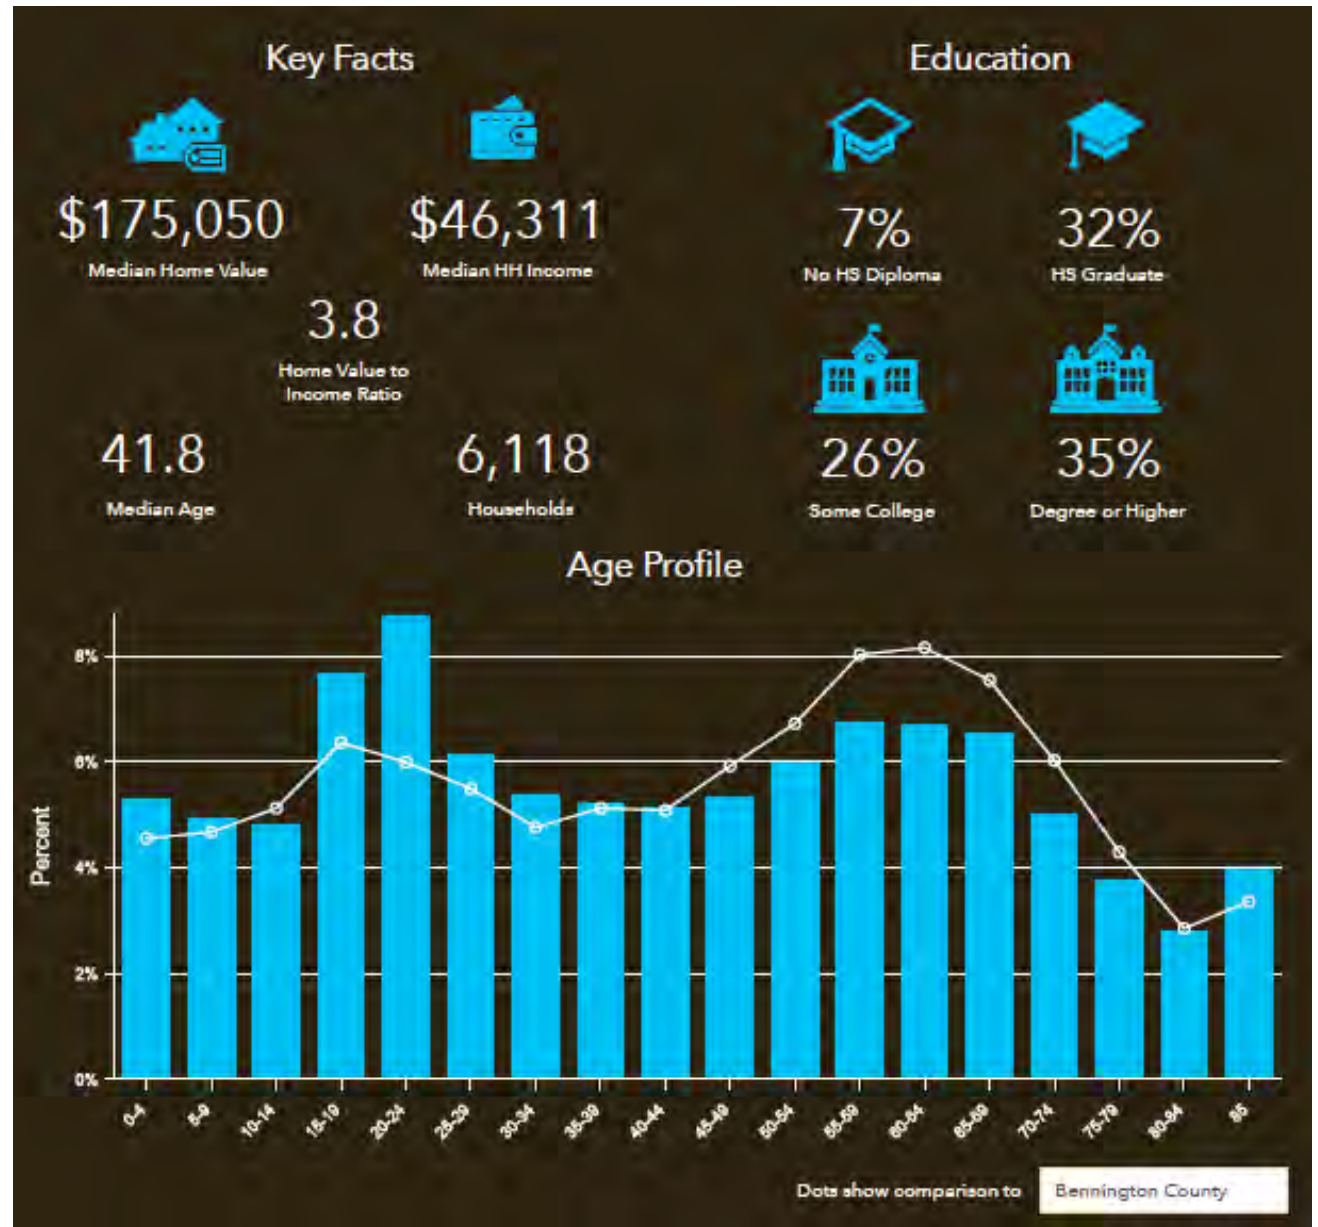 Key Facts
Education
$175,050
Median Home Value
$46,311
Median HH Income
7%
No HS Diploma
32%
HS Graduate
3.8
Home Value to
Income Ratio
41.8
Median Age
6,118
Households
26%
Some College
35%
Degree or Higher
Age Profile
Percent
8%
6%
4%
2%
0%
0-4
5-9
10-14
15-19
20-24
25-29
30-34
35-39
40-44
45-49
50-54
55-59
60-64
65-69
70-74
75-79
80-84
85
Dots show comparison to
Bennington County